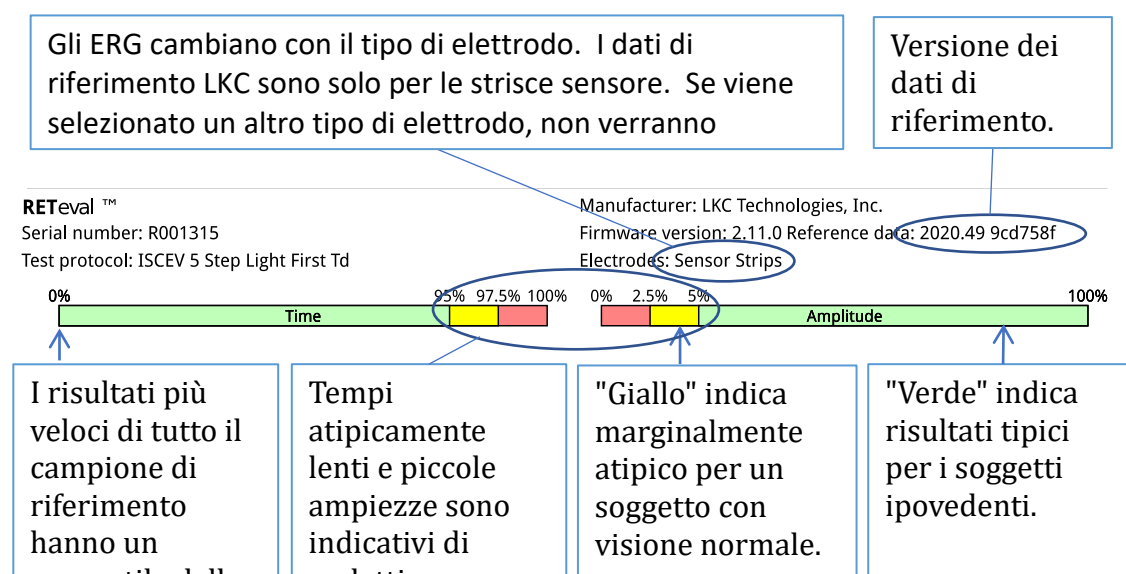 Gli ERG cambiano con il tipo di elettrodo. I dati di
riferimento LKC sono solo per le strisce sensore. Se viene
selezionato un altro tipo di elettrodo, non verranno
Versione dei
dati di
riferimento.
RETeval ™
Serial number: R001315
Test protocol: ISCEV 5 Step Light First Td
Manufacturer: LKC Technologies, Inc.
Firmware version: 2.11.0 Reference data: 2020.49 9cd758f
Electrodes: Sensor Strips
0% 95% 97.5% 100%
Time
0% 2.5% 5% 100%
Amplitude
I risultati più
veloci di tutto il
campione di
riferimento
hanno un
Tempi
atipicamente
lenti e piccole
ampiezze sono
indicativi di
"Giallo" indica
marginalmente
atipico per un
soggetto con
visione normale.
"Verde" indica
risultati tipici
per i soggetti
ipovedenti.